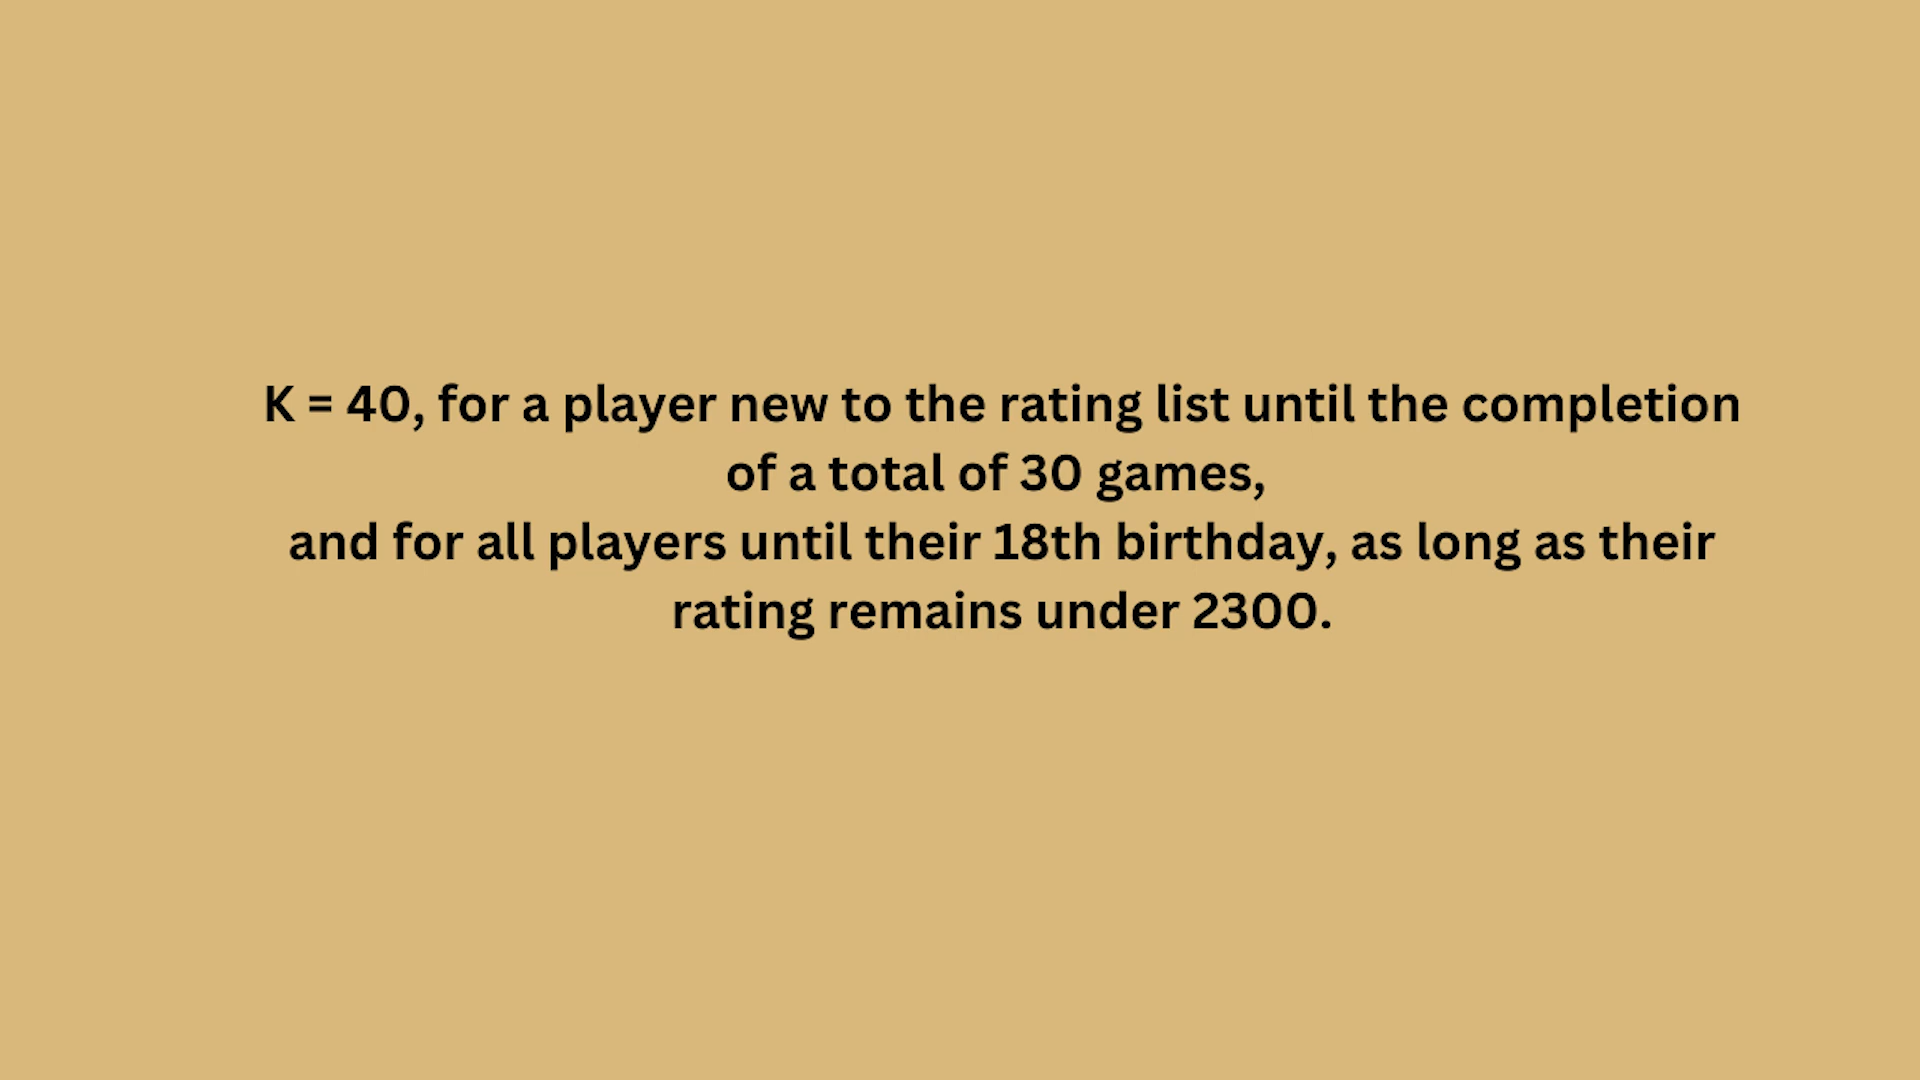 K = 40, for a player new to the rating list until the completion
of a total of 30 games,
and for all players until their 18th birthday, as long as their
rating remains under 2300.